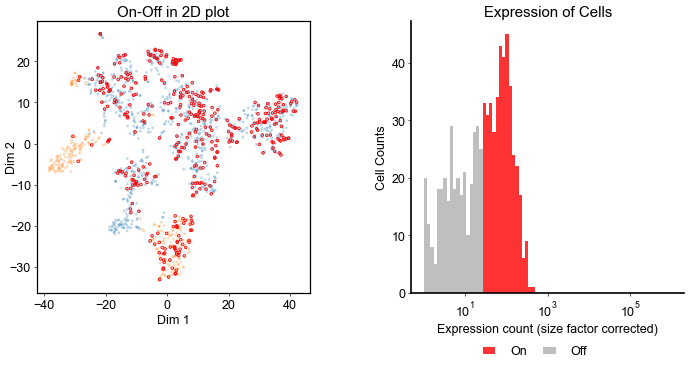 On-Off in 2D plot
Dim 2
20
10
0
−10
−20
−30
−40
−20
0
20
40
Dim 1
Expression of Cells
Cell Counts
40
30
20
10
0
10^1
10^3
10^5
Expression count (size factor corrected)
On
Off